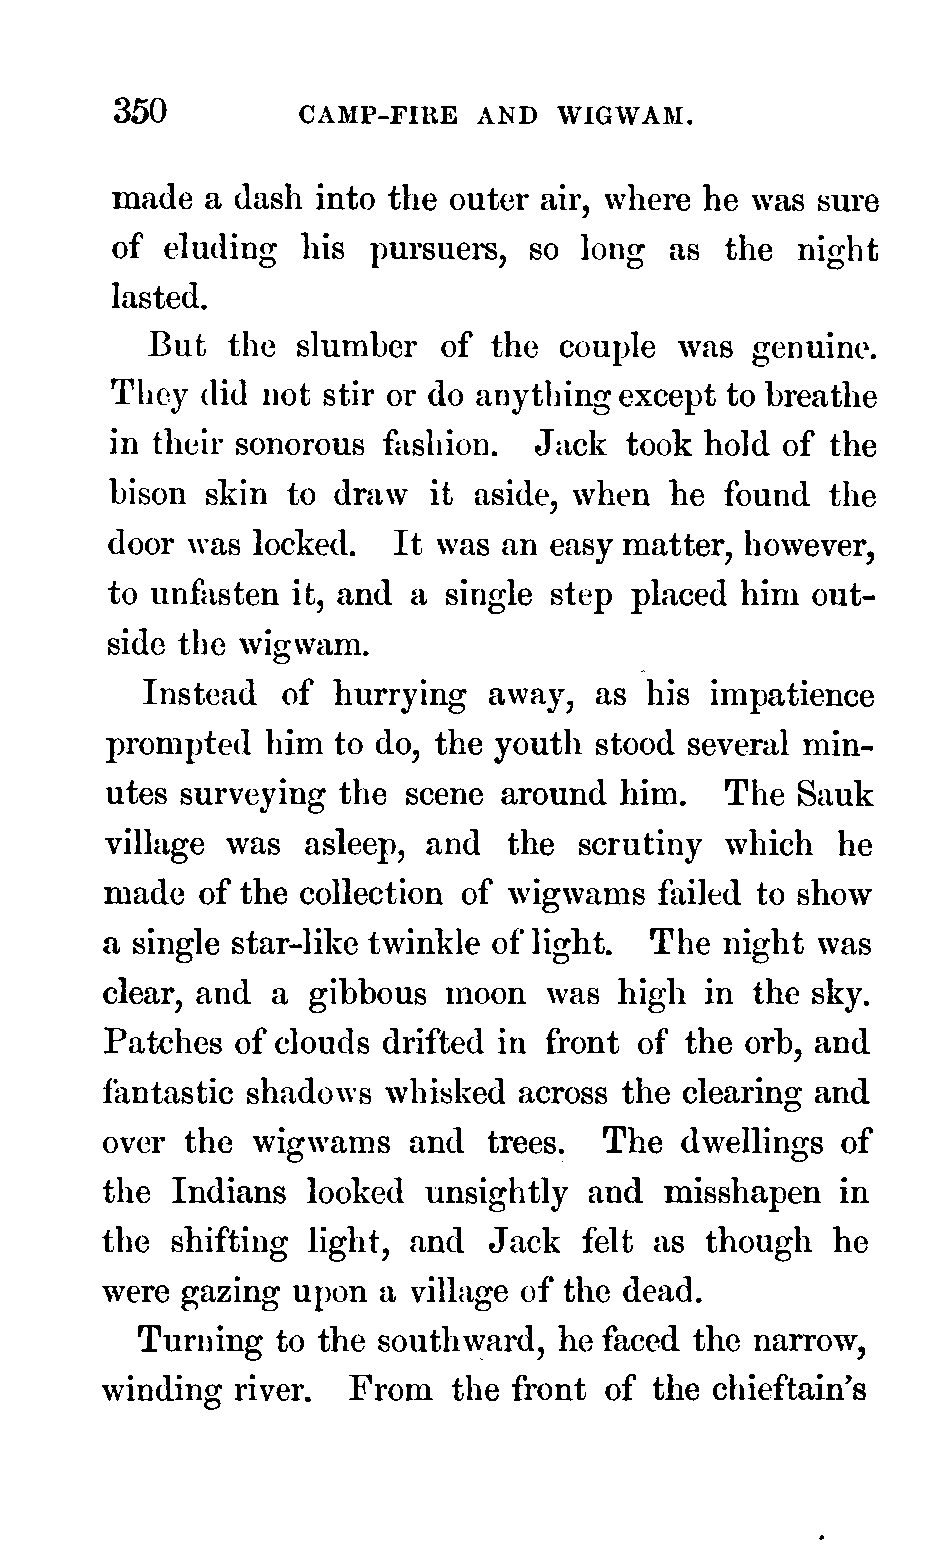 350 CAMP-FIRE AND WIGWAM.
made a dash into the outer air, where he was sure
of eluding his pursuers, so long as the night
lasted.
But the slumber of the couple was genuine.
They did not stir or do anything except to breathe
in their sonorous fashion. Jack took hold of the
bison skin to draw it aside, when he found the
door was locked. It was an easy matter, however,
to unfasten it, and a single step placed him out-
side the wigwam.
Instead of hurrying away, as his impatience
prompted him to do, the youth stood several min-
utes surveying the scene around him. The Sauk
village was asleep, and the scrutiny which he
made of the collection of wigwams failed to show
a single star-like twinkle of light. The night was
clear, and a gibbous moon was high in the sky.
Patches of clouds drifted in front of the orb, and
fantastic shadows whisked across the clearing and
over the wigwams and trees. The dwellings of
the Indians looked unsightly and misshapen in
the shifting light, and Jack felt as though he
were gazing upon a village of the dead.
Turning to the southward, he faced the narrow,
winding river. From the front of the chieftain's